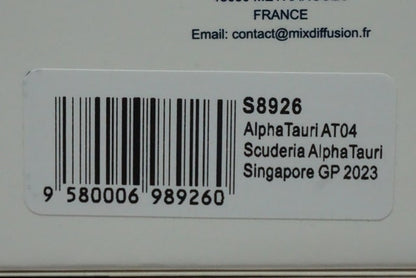 FRANCE
Email: contact@mixdiffusion.fr
S8926
AlphaTauri AT04
Scuderia AlphaTauri
Singapore GP 2023
9 580006 989260